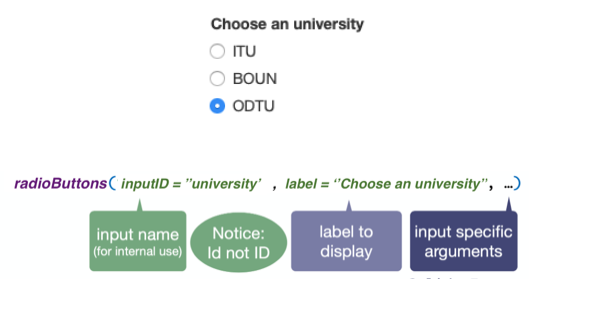 Choose an university
ITU
BOUN
ODTU
radioButtons( inputID = ”university’ , label = ‘’Choose an university”, ...)
input name
(for internal use)
Notice:
Id not ID
label to
display
input specific
arguments